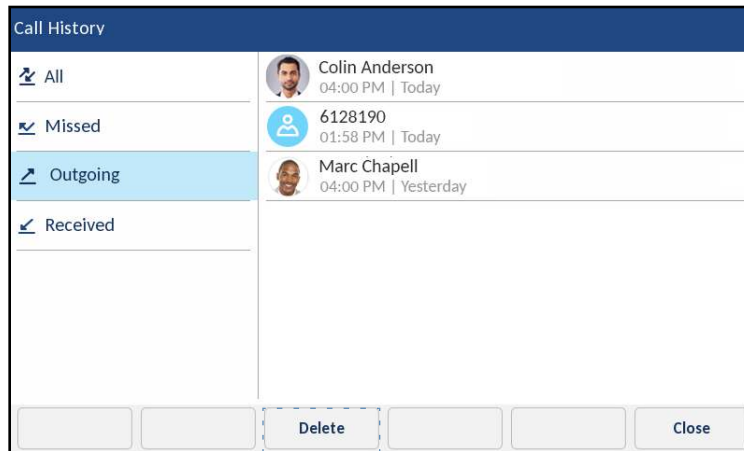 Call History
All
Missed
Outgoing
Received
Colin Anderson
04:00 PM | Today
6128190
01:58 PM | Today
Marc Chapell
04:00 PM | Yesterday
Delete
Close